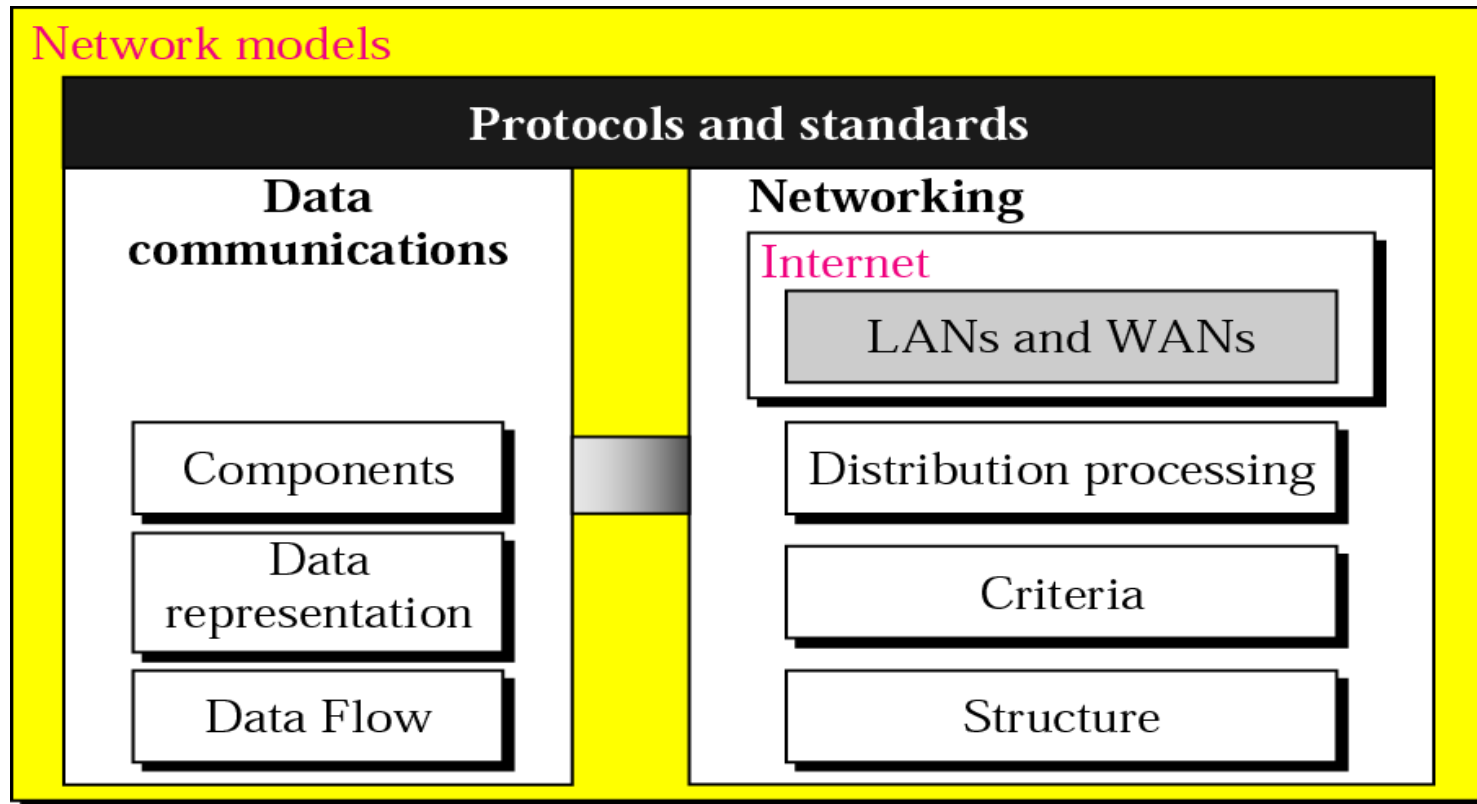 Network models
Protocols and standards
Data
communications
Components
Data
representation
Data Flow
Networking
Internet
LANs and WANs
Distribution processing
Criteria
Structure